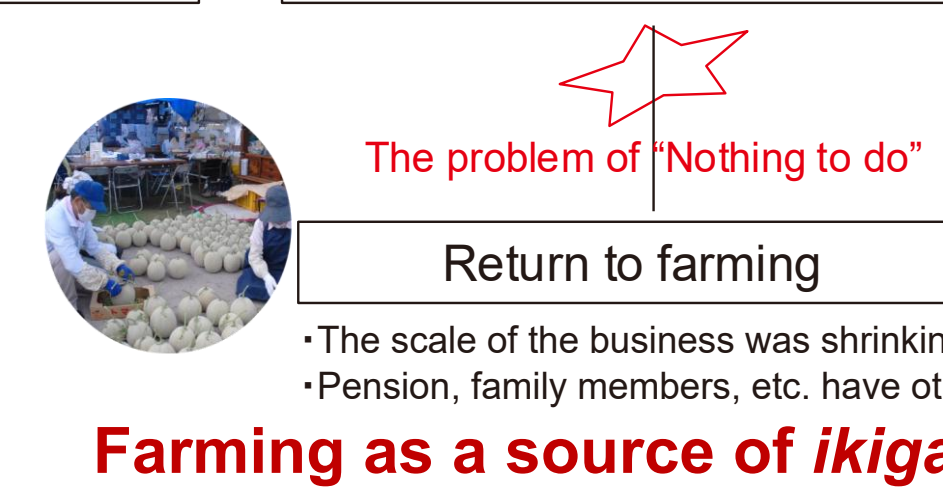 The problem of “Nothing to do”
Return to farming
･The scale of the business was shrinkin
･Pension, family members, etc. have ot
Farming as a source of ikiga